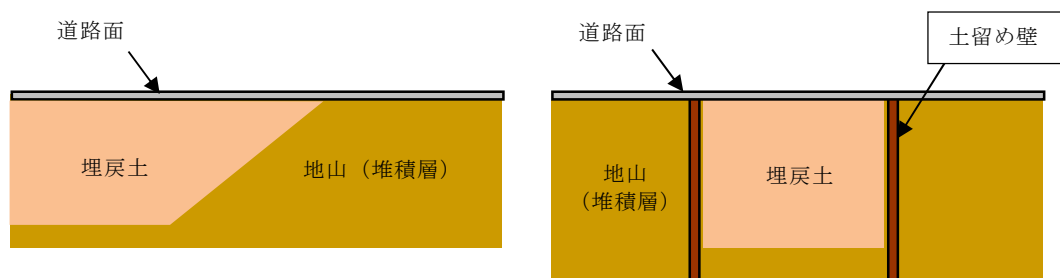 道路面
埋戻土
地山（堆積層）
道路面
土留め壁
地山
（堆積層）
埋戻土